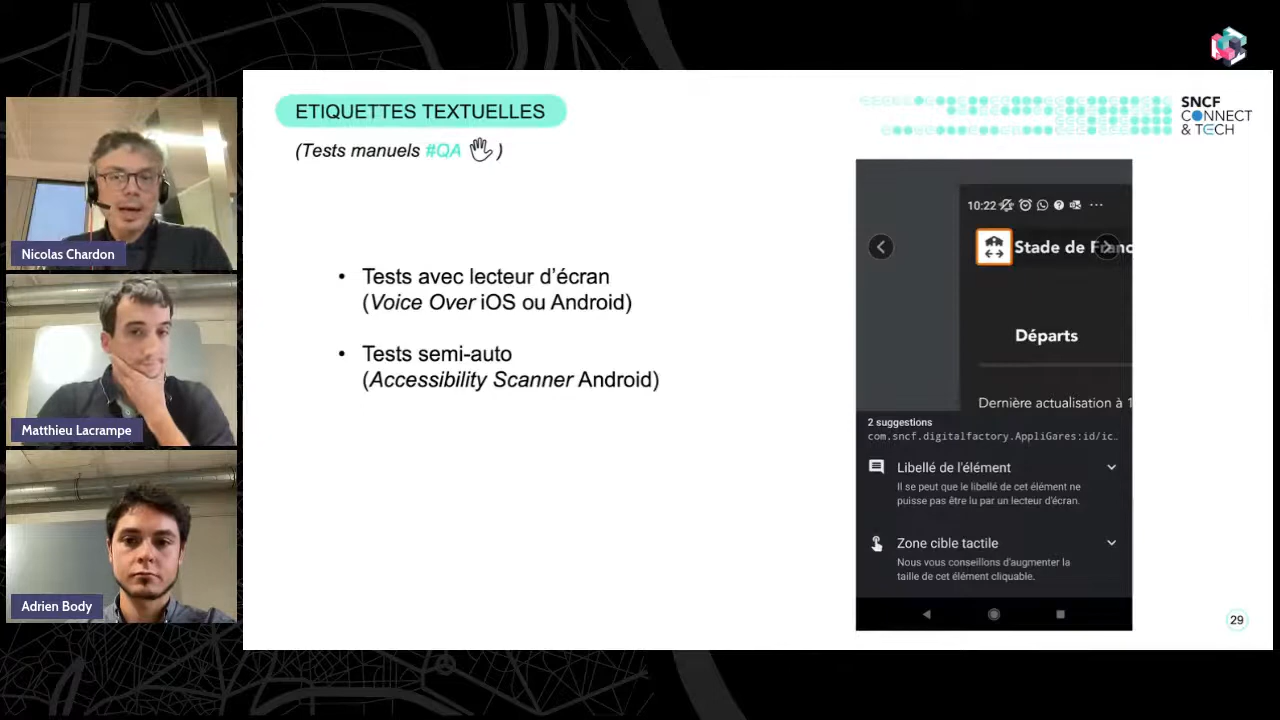 ETIQUETTES TEXTUELLES
(Tests manuels #QA )
SNCF
CONNECT
& TECH
Nicolas Chardon
Matthieu Lacrampe
Adrien Body
• Tests avec lecteur d'écran
(Voice Over iOS ou Android)
• Tests semi-auto
(Accessibility Scanner Android)
10:22
Stade de Franc
Départs
Dernière actualisation à 1
2 suggestions
com.sncf.digitalfactory.AppliGares:id/ic…
Libellé de l'élément
Il se peut que le libellé de cet élément ne
puisse pas être lu par un lecteur d'écran.
Zone cible tactile
Nous vous conseillons d'augmenter la
taille de cet élément cliquable.
29